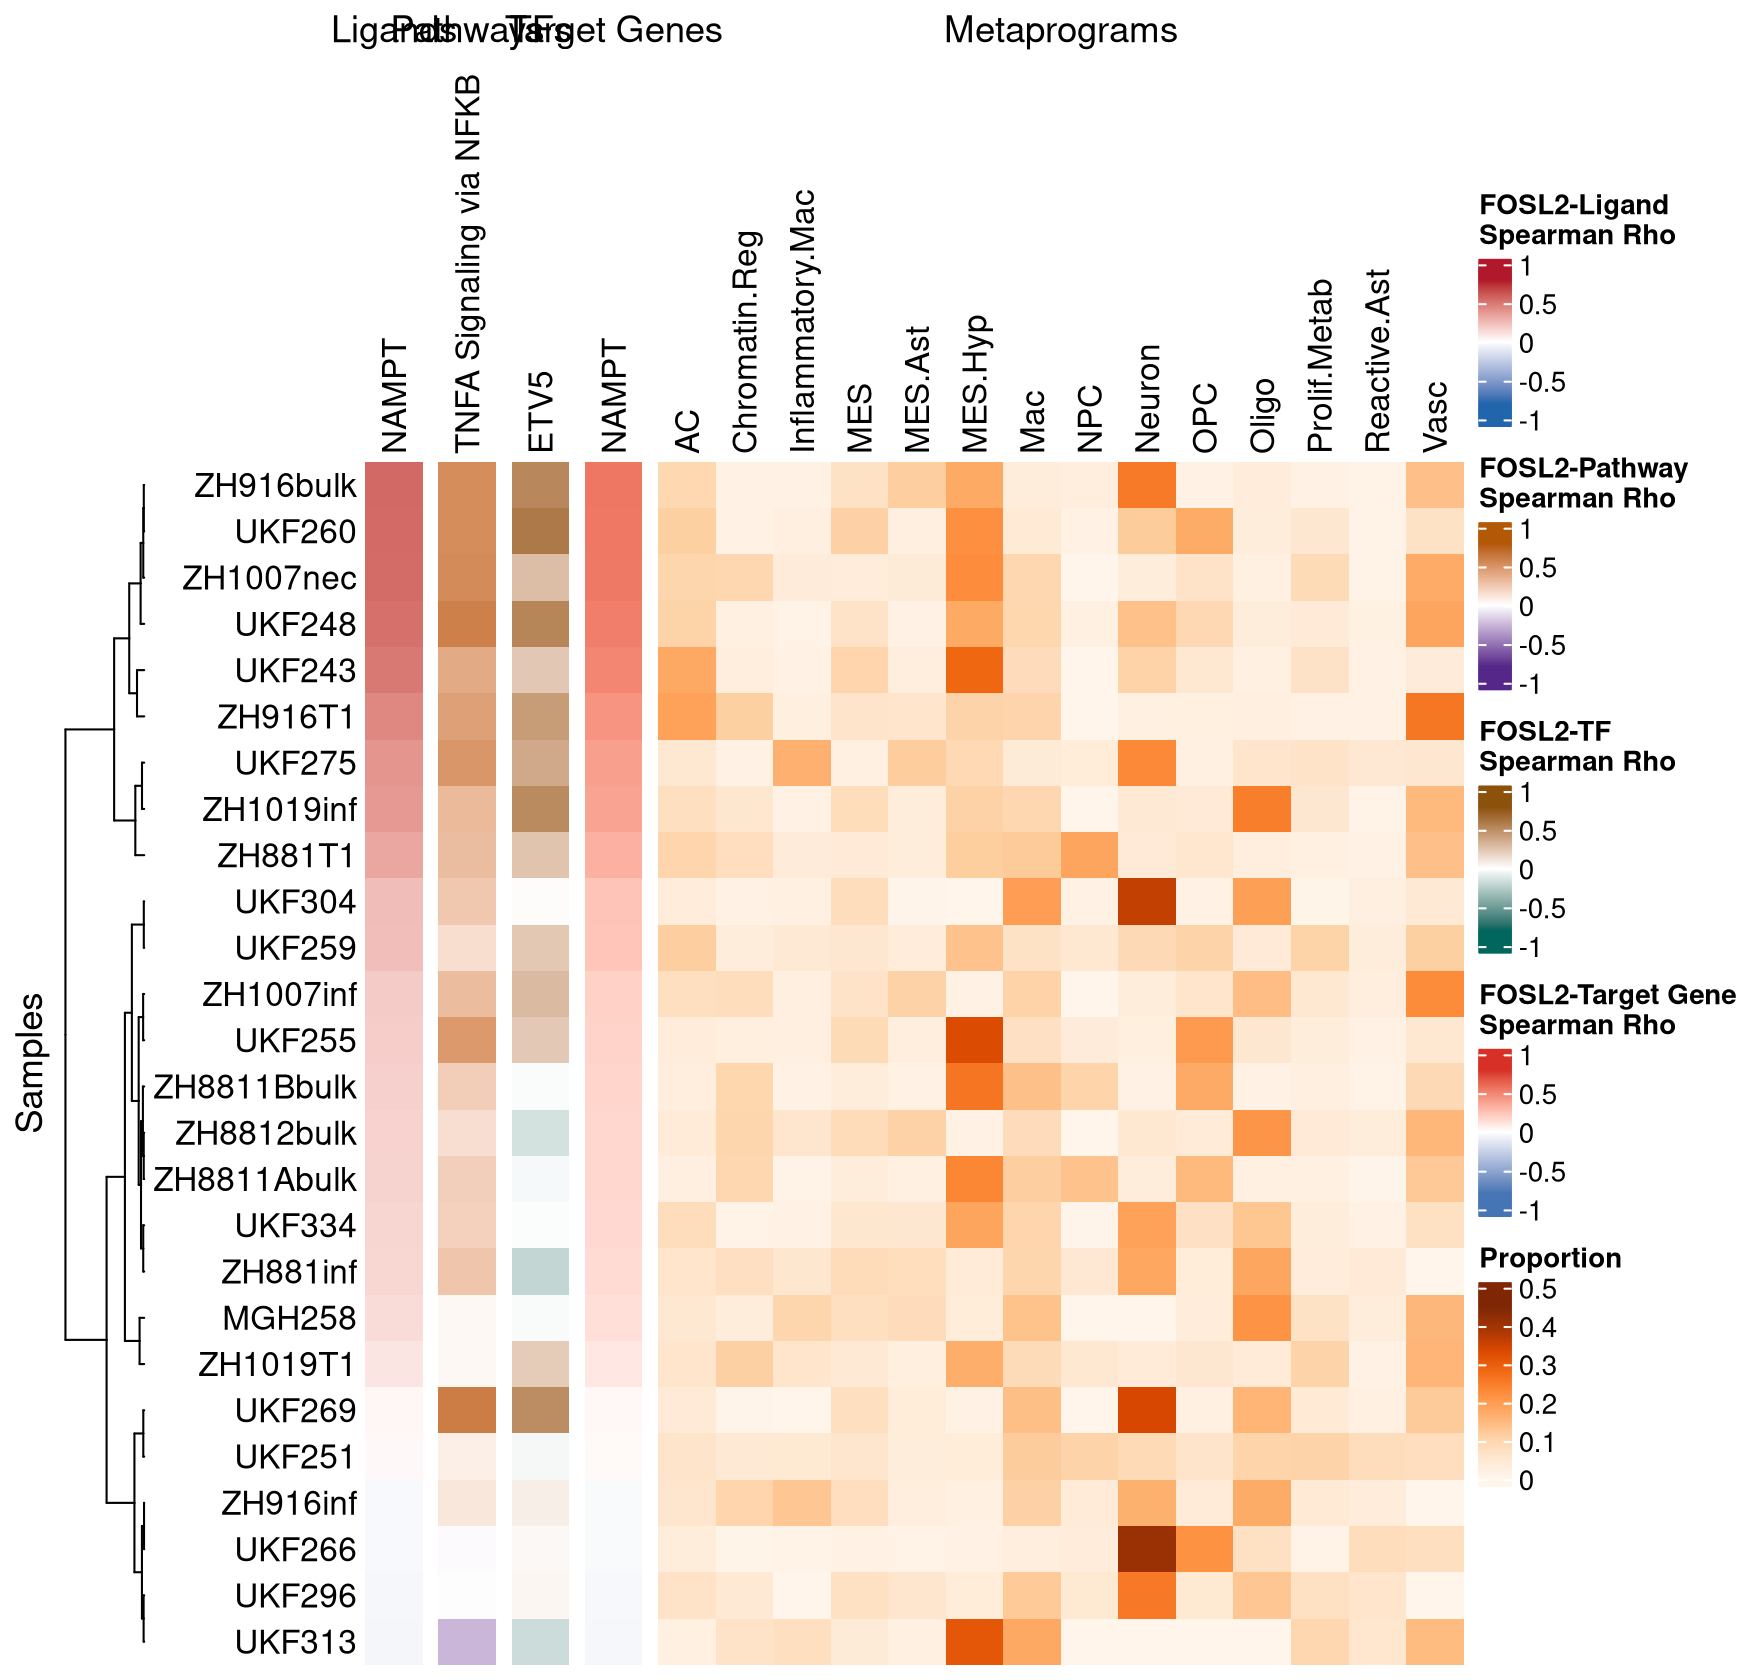 Ligands
Pathways
TFs
Target Genes
Metaprograms
NAMPT
TNFA Signaling via NFKB
ETV5
NAMPT
AC
Chromatin.Reg
Inflammatory.Mac
MES
MES.Ast
MES.Hyp
Mac
NPC
Neuron
OPC
Oligo
Prolif.Metab
Reactive.Ast
Vasc
Samples
ZH916bulk
UKF260
ZH1007nec
UKF248
UKF243
ZH916T1
UKF275
ZH1019inf
ZH881T1
UKF304
UKF259
ZH1007inf
UKF255
ZH8811Bbulk
ZH8812bulk
ZH8811Abulk
UKF334
ZH881inf
MGH258
ZH1019T1
UKF269
UKF251
ZH916inf
UKF266
UKF296
UKF313
FOSL2-Ligand
Spearman Rho
1
0.5
0
-0.5
-1
FOSL2-Pathway
Spearman Rho
1
0.5
0
-0.5
-1
FOSL2-TF
Spearman Rho
1
0.5
0
-0.5
-1
FOSL2-Target Gene
Spearman Rho
1
0.5
0
-0.5
-1
Proportion
0.5
0.4
0.3
0.2
0.1
0